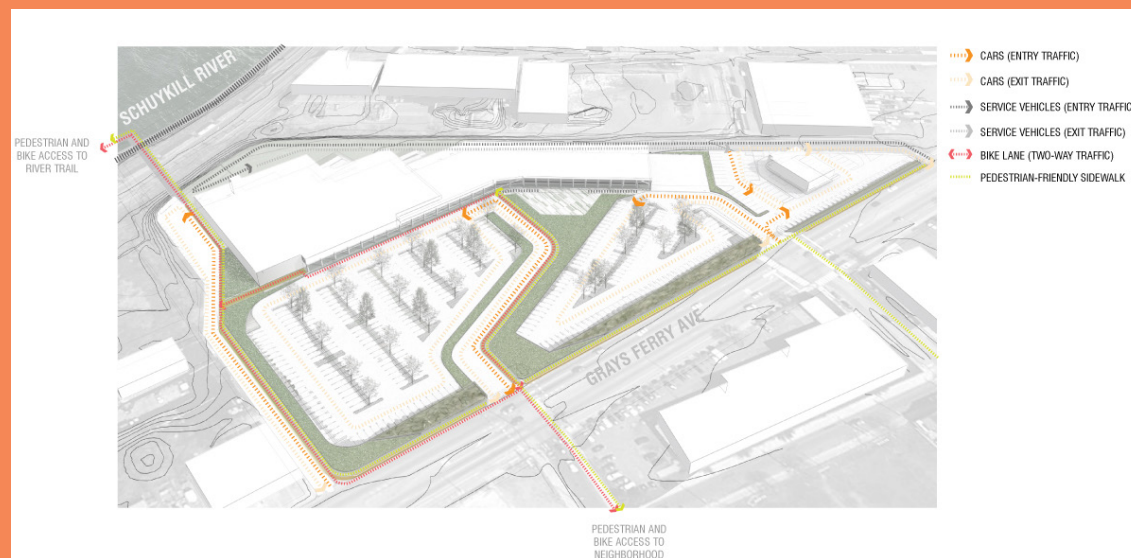 SCHUYKILL RIVER
PEDESTRIAN AND
BIKE ACCESS TO
RIVER TRAIL
GRAYS FERRY AVE
PEDESTRIAN AND
BIKE ACCESS TO
NEIGHBORHOOD
CARS (ENTRY TRAFFIC)
CARS (EXIT TRAFFIC)
SERVICE VEHICLES (ENTRY TRAFFIC
SERVICE VEHICLES (EXIT TRAFFIC)
BIKE LANE (TWO-WAY TRAFFIC)
PEDESTRIAN-FRIENDLY SIDEWALK